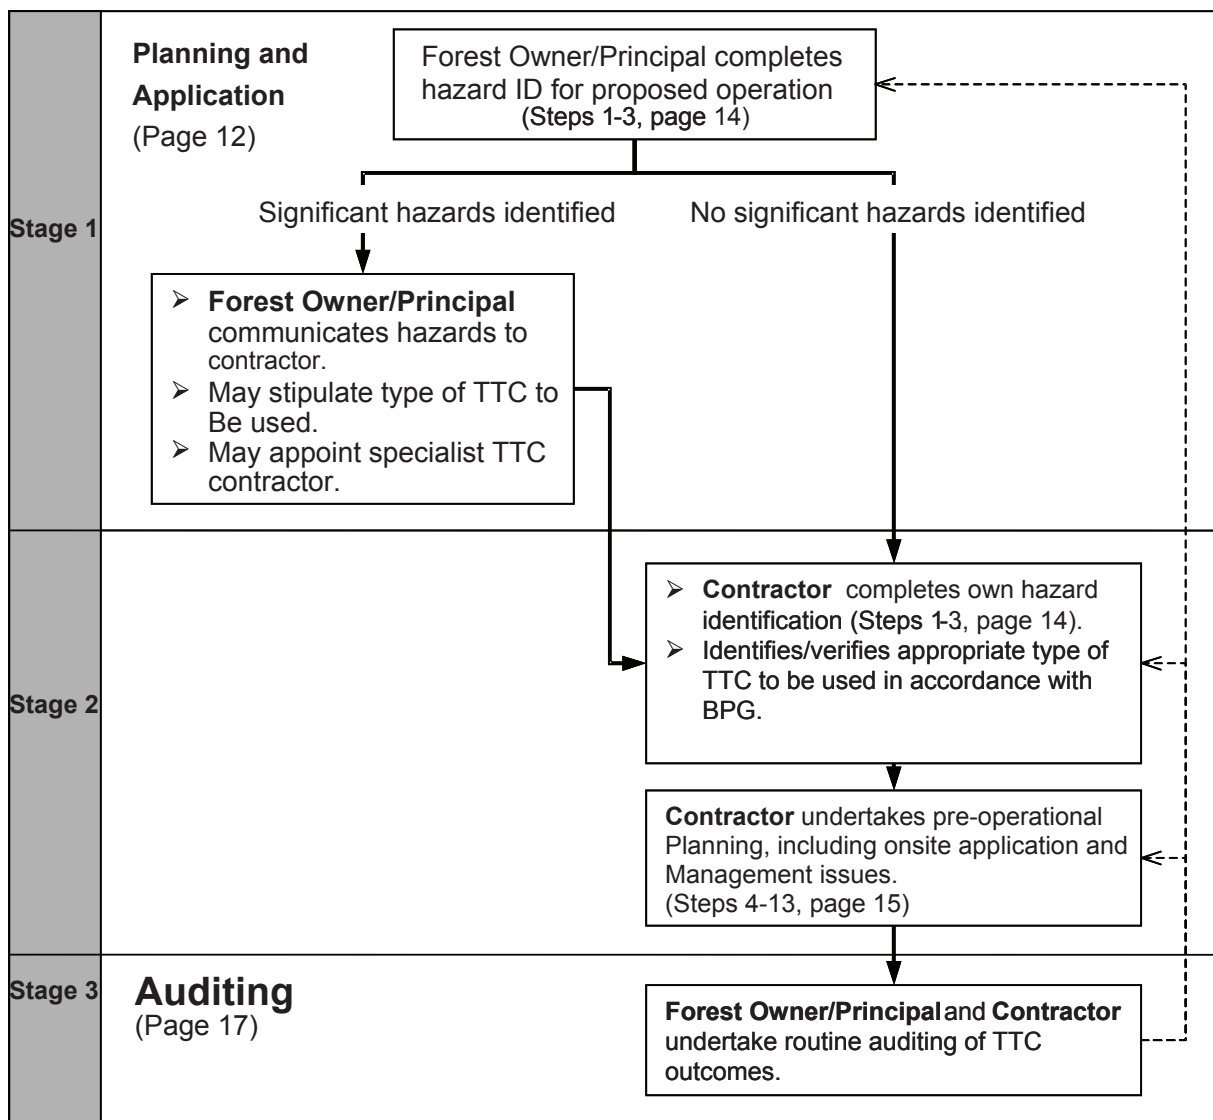 Planning and
Application
(Page 12)
Forest Owner/Principal completes
hazard ID for proposed operation
(Steps 1-3, page 14)
Stage 1
Significant hazards identified
No significant hazards identified
➢ Forest Owner/Principal
communicates hazards to
contractor.
➢ May stipulate type of TTC to
Be used.
➢ May appoint specialist TTC
contractor.
Stage 2
➢ Contractor completes own hazard
identification (Steps 1-3, page 14).
➢ Identifies/verifies appropriate type of
TTC to be used in accordance with
BPG.
Contractor undertakes pre-operational
Planning, including onsite application and
Management issues.
(Steps 4-13, page 15)
Stage 3
Auditing
(Page 17)
Forest Owner/Principal and Contractor
undertake routine auditing of TTC
outcomes.